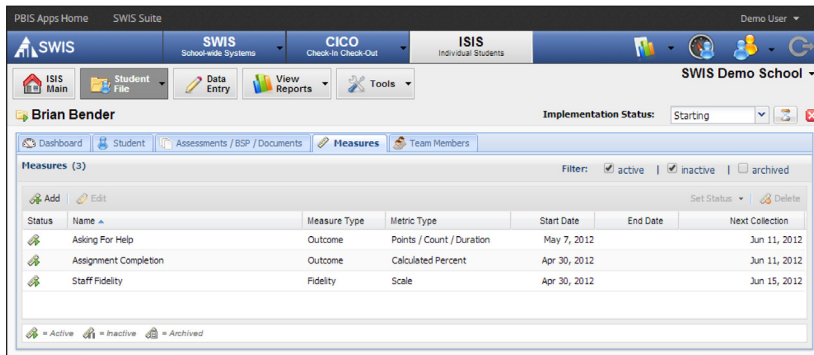 PBIS Apps Home SWIS Suite Demo User
SWIS SWIS CICO ISIS
School-wide Systems Check-In Check-Out Individual Students
SWIS Demo School
ISIS Main Student File Data Entry View Reports Tools
Brian Bender Implementation Status: Starting
Dashboard Student Assessments / BSP / Documents Measures Team Members
Measures (3) Filter: active | inactive | archived
Add Edit Set Status Delete
Status Name Measure Type Metric Type Start Date End Date Next Collection
Asking For Help Outcome Points / Count / Duration May 7, 2012 Jun 11, 2012
Assignment Completion Outcome Calculated Percent Apr 30, 2012 Jun 11, 2012
Staff Fidelity Fidelity Scale Apr 30, 2012 Jun 15, 2012
= Active = Inactive = Archived